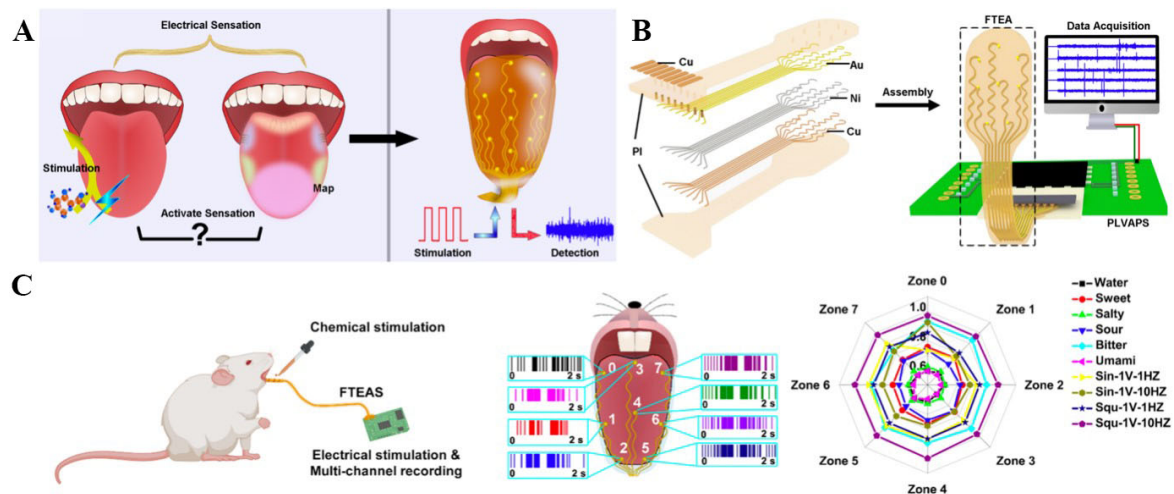 A
Electrical Sensation
Stimulation
Map
Activate Sensation
?
Stimulation
Detection
B
Cu
Au
Ni
Cu
PI
Assembly
FTEA
Data Acquisition
PLVAPS
C
Chemical stimulation
FTEAS
Electrical stimulation &
Multi-channel recording
0 3 7
4
1 6
2 5
0 2 s
0 2 s
0 2 s
0 2 s
0 2 s
0 2 s
0 2 s
0 2 s
Zone 0
Zone 1
Zone 2
Zone 3
Zone 4
Zone 5
Zone 6
Zone 7
1.0
0.8
0.6
Water
Sweet
Salty
Sour
Bitter
Umami
Sin-1V-1HZ
Sin-1V-10HZ
Squ-1V-1HZ
Squ-1V-10HZ